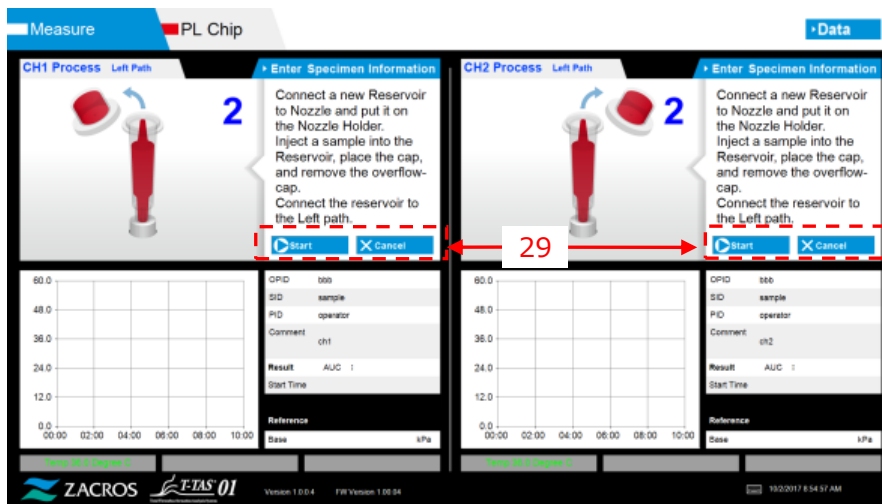 Measure
PL Chip
Data
CH1 Process Left Path
Enter Specimen Information
2
Connect a new Reservoir
to Nozzle and put it on
the Nozzle Holder.
Inject a sample into the
Reservoir, place the cap,
and remove the overflow-
cap.
Connect the reservoir to
the Left path.
Start
Cancel
29
CH2 Process Left Path
Enter Specimen Information
2
Connect a new Reservoir
to Nozzle and put it on
the Nozzle Holder.
Inject a sample into the
Reservoir, place the cap,
and remove the overflow-
cap.
Connect the reservoir to
the Left path.
Start
Cancel
60.0
48.0
36.0
24.0
12.0
0.0
00:00 02:00 04:00 06:00 08:00 10:00
OPID bbb
SID sample
PID operator
Comment
ch1
Result AUC :
Start Time
Reference
Base kPa
60.0
48.0
36.0
24.0
12.0
0.0
00:00 02:00 04:00 06:00 08:00 10:00
OPID bbb
SID sample
PID operator
Comment
ch2
Result AUC :
Start Time
Reference
Base kPa
ZACROS
T-TAS 01
Version 1.0.0.4 FW Version 1.00.04
10/2/2017 8:54:57 AM